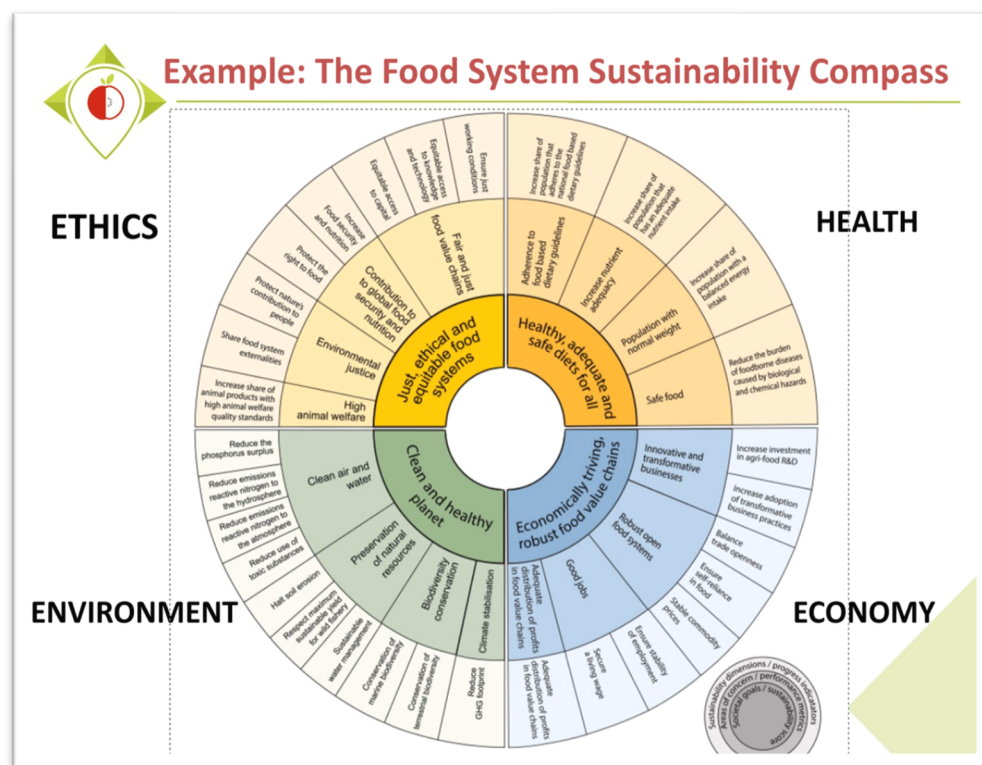 Example: The Food System Sustainability Compass
ETHICS
HEALTH
ENVIRONMENT
ECONOMY
Just, ethical and
equitable food
systems
Fair and just
food value chains
Contribution to
to global food
security and
nutrition
Environmental
justice
High
animal welfare
Ensure just
working conditions
Equitable access
to knowledge
and technology
Equitable access
to capital
Increase
Food security
and nutrition
Protect the
right to food
Protect nature's
contribution to
people
Share food system
externalities
Increase share of
animal products with
high animal welfare
quality standards
Healthy, adequate and
safe diets for all
Adherence to
food based
dietary guidelines
Increase nutrient
adequacy
Population with
normal weight
Safe food
Increase share of
population that
adheres to the
national food based
dietary guidelines
Increase share of
population that
has an adequate
nutrient intake
Increase share of
population with a
balanced energy
intake
Reduce the burden
of foodborne diseases
caused by biological
and chemical hazards
Clean and healthy
planet
Clean air and
water
Preservation
of natural
resources
Biodiversity
conservation
Climate stabilisation
Reduce the
phosphorus surplus
Reduce emissions
reactive nitrogen to
the hydrosphere
Reduce emissions
reactive nitrogen to
the atmosphere
Reduce use of
toxic substances
Halt soil erosion
Respect maximum
sustainable yield
for wild fishery
Sustainable
water management
Conservation of
marine biodiversity
Conservation of
terrestrial biodiversity
Reduce
GHG footprint
Economically triving,
robust food value chains
Innovative and
transformative
businesses
Robust open
food systems
Good jobs
Adequate
distribution of profits
in food value chains
Increase investment
in agri-food R&D
Increase adoption
of transformative
business practices
Balance
trade openness
Ensure
self-reliance
in food
Stable commodity
prices
Ensure stability
of employment
Secure
a living wage
Adequate
distribution of profits
in food value chains
Sustainability dimensions / progress indicatators
Areas of concern / performance metrics
Societal goals / sustainability
score